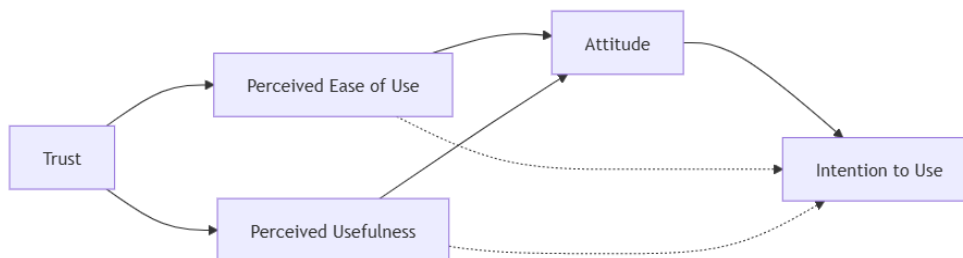 Attitude
Perceived Ease of Use
Trust
Intention to Use
Perceived Usefulness